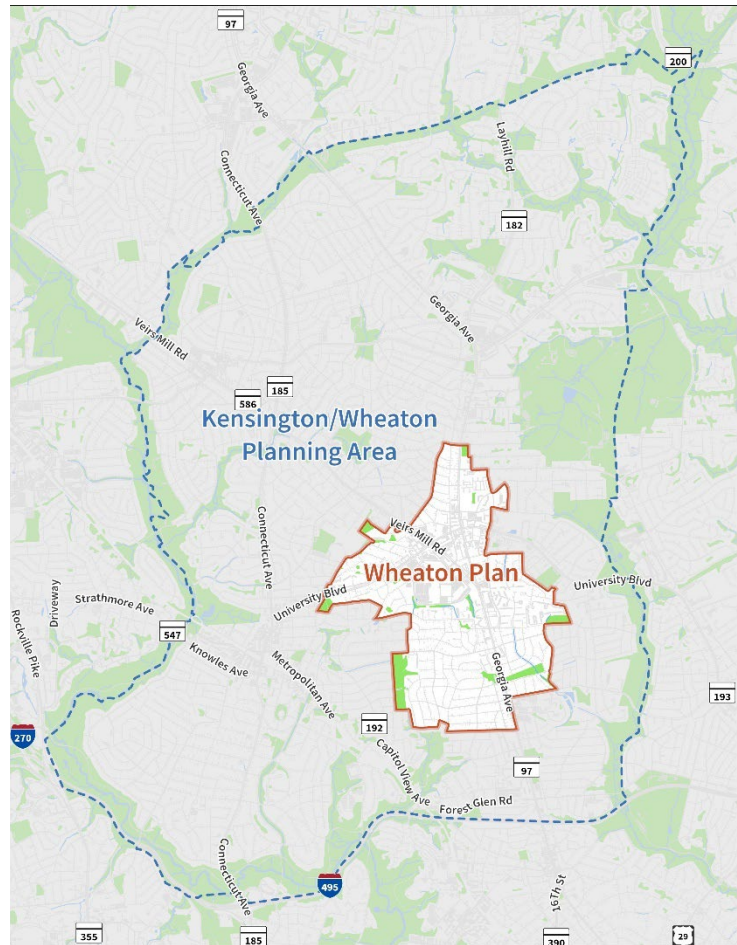 97
200
Georgia Ave
Layhill Rd
Connecticut Ave
182
Georgia Ave
Veirs Mill Rd
185
586
Kensington/Wheaton
Planning Area
Connecticut Ave
Veirs Mill Rd
Wheaton Plan
University Blvd
University Blvd
Driveway
Strathmore Ave
Rockville Pike
547
Knowles Ave
Metropolitan Ave
Georgia Ave
193
192
270
Capitol View Ave
97
Forest Glen Rd
Connecticut Ave
495
16Th St
355
185
390
29